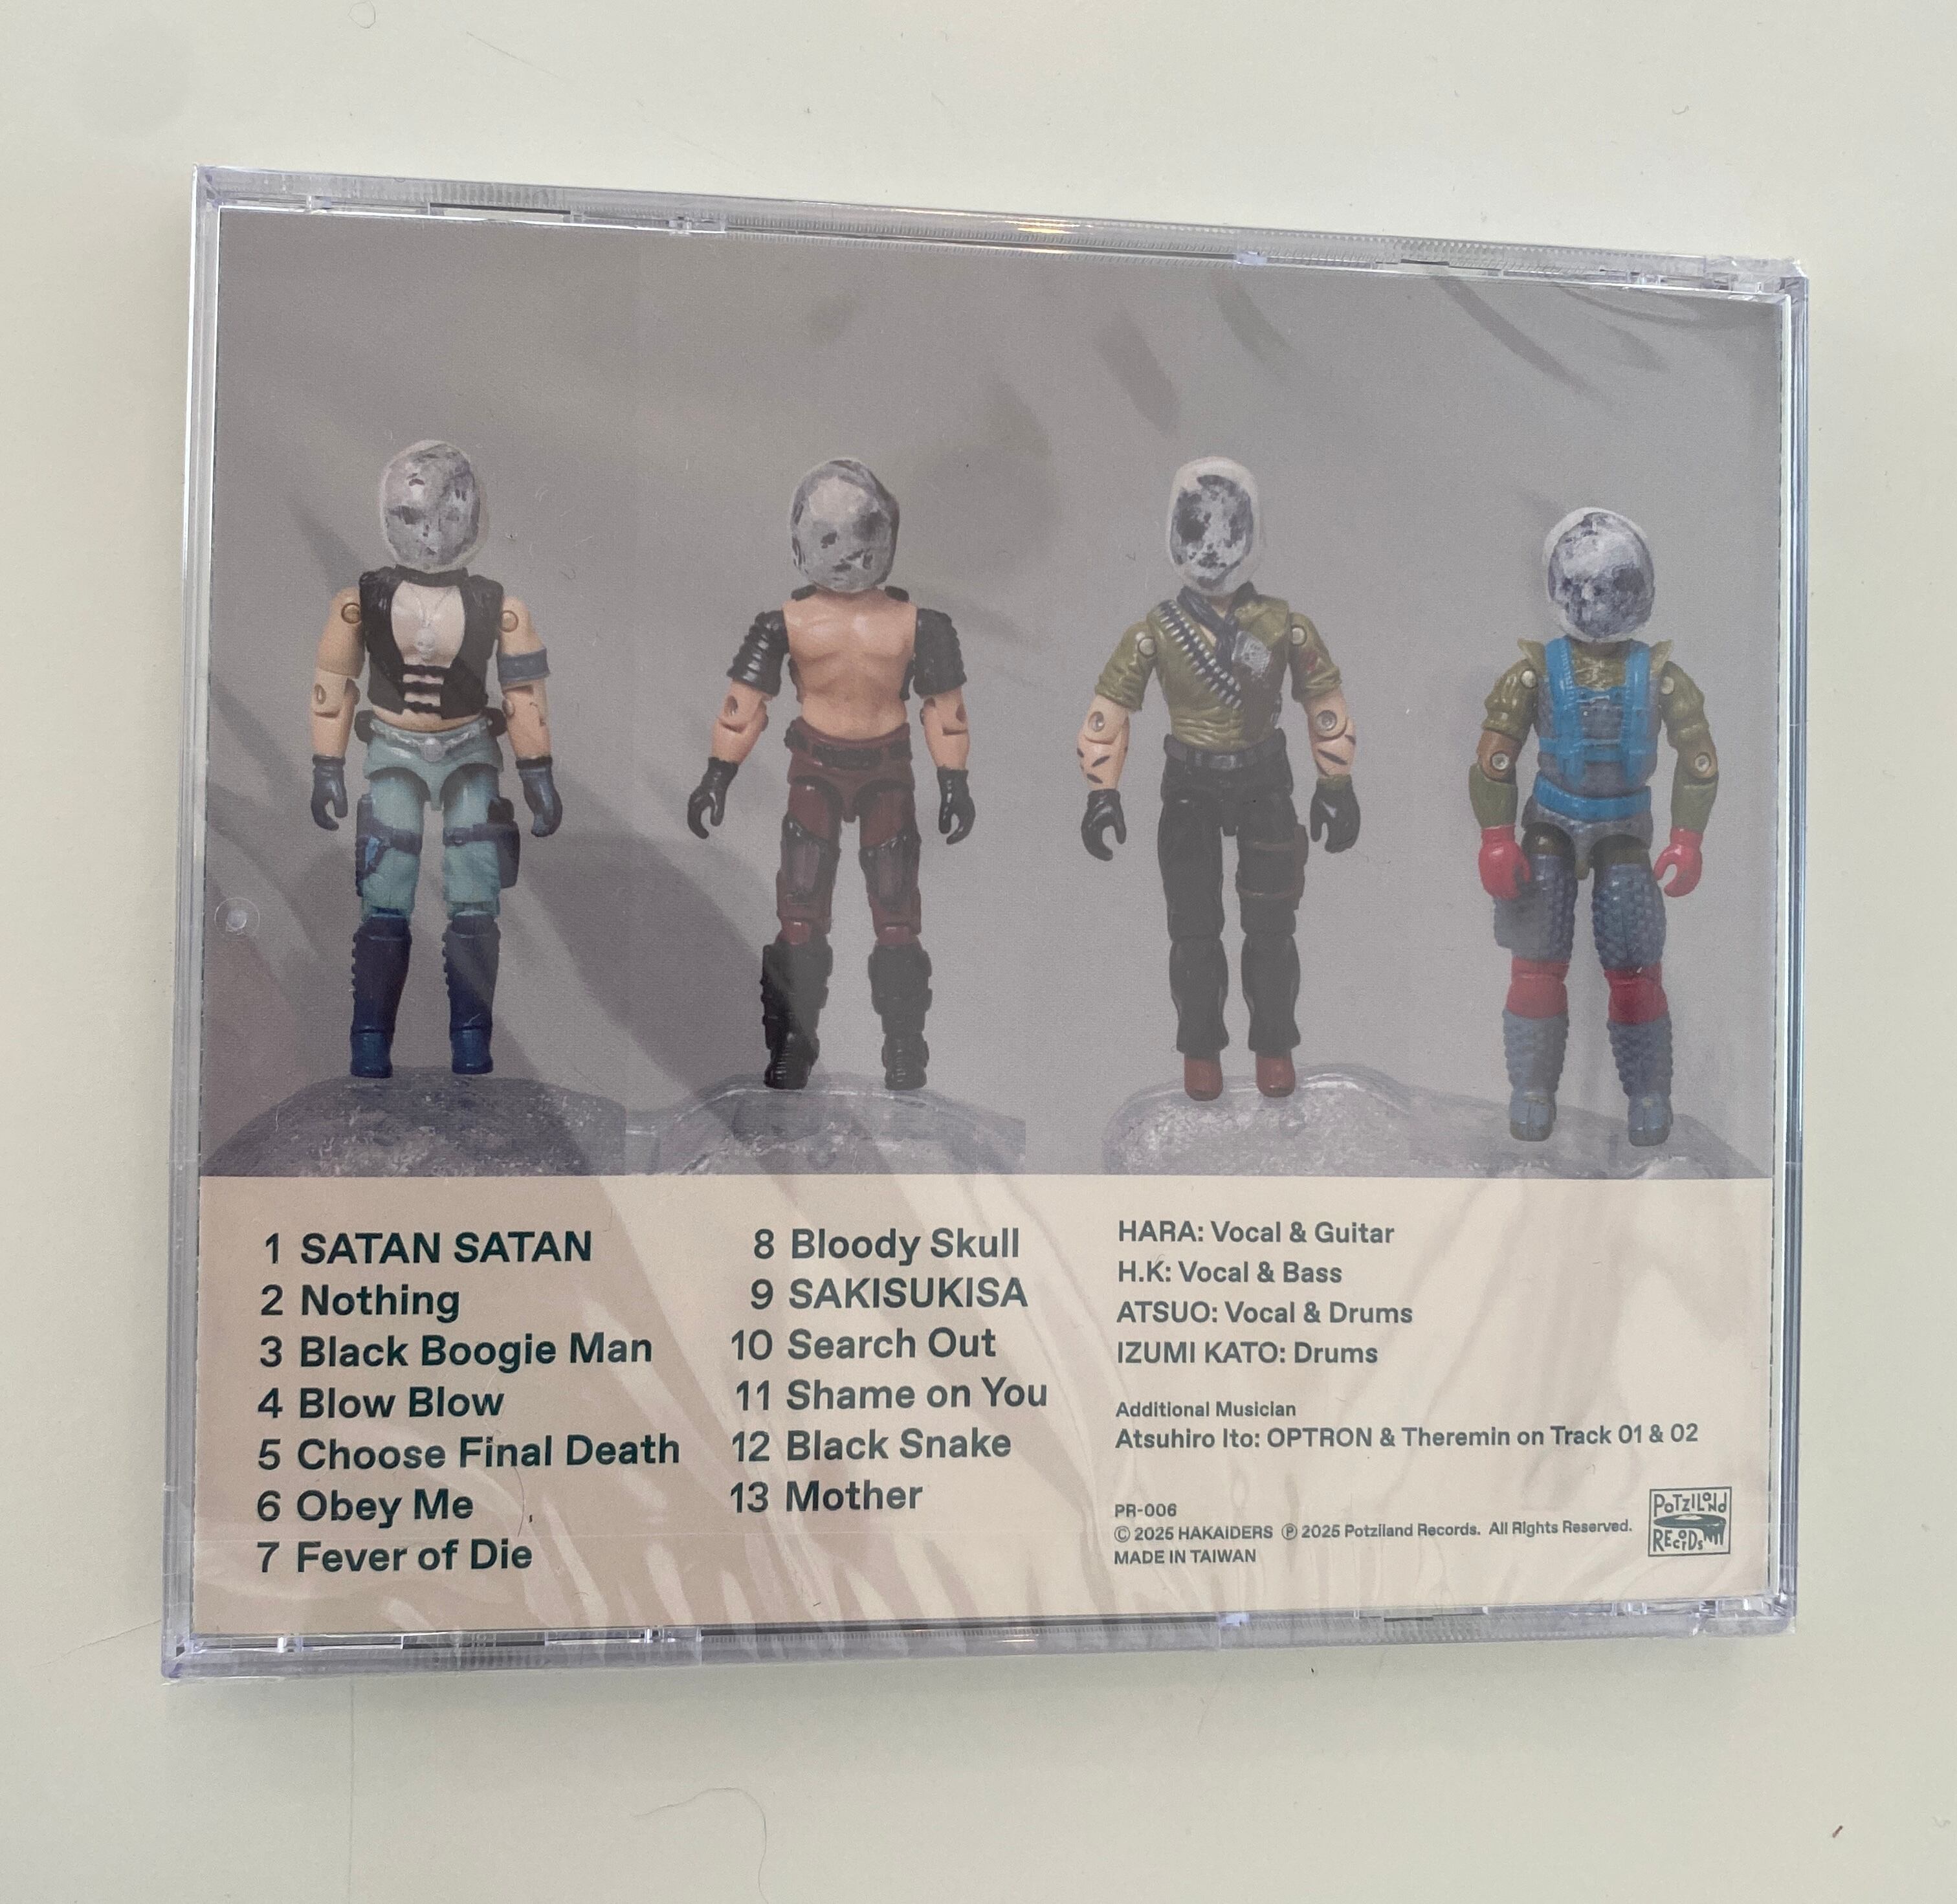 1 SATAN SATAN
2 Nothing
3 Black Boogie Man
4 Blow Blow
5 Choose Final Death
6 Obey Me
7 Fever of Die
8 Bloody Skull
9 SAKISUKISA
10 Search Out
11 Shame on You
12 Black Snake
13 Mother
HARA: Vocal & Guitar
H.K: Vocal & Bass
ATSUO: Vocal & Drums
IZUMI KATO: Drums
Additional Musician
Atsuhiro Ito: OPTRON & Theremin on Track 01 & 02
PR-006
© 2025 HAKAIDERS ℗ 2025 Potziland Records. All Rights Reserved.
MADE IN TAIWAN
POTZILAND
RECORDS